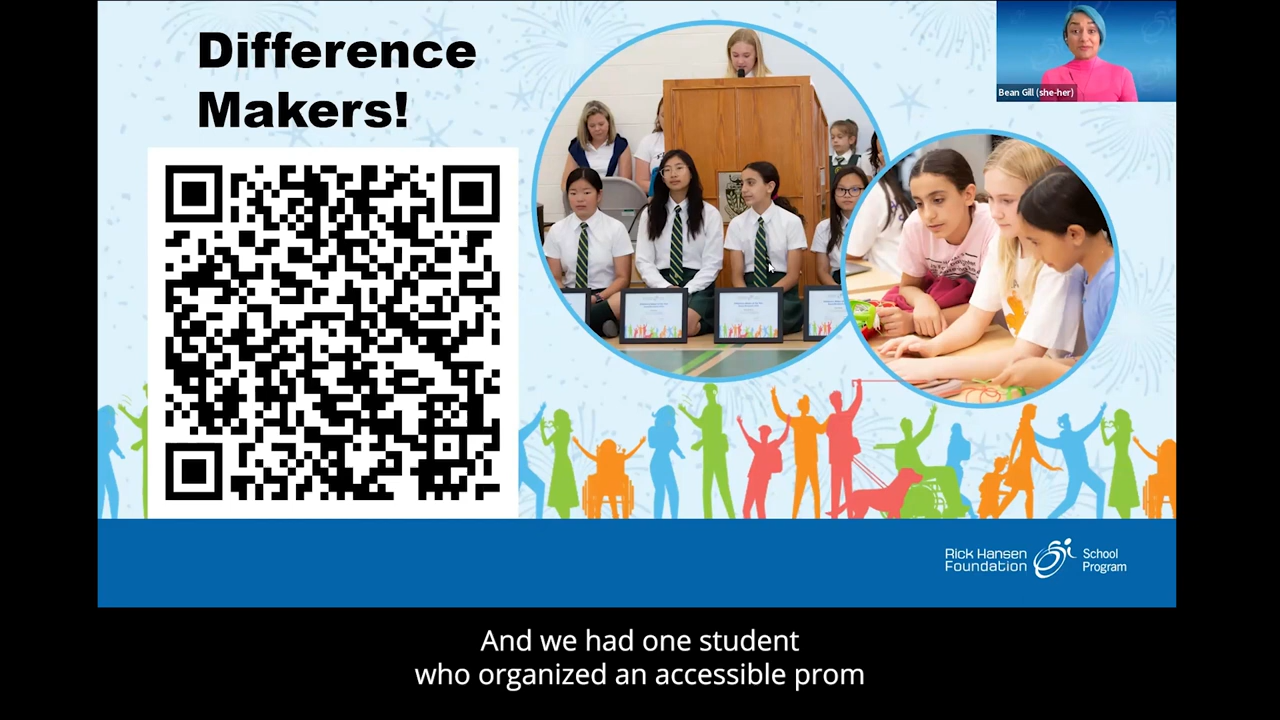 Difference
Makers!
Bean Gill (she-her)
Rick Hansen
Foundation
School
Program
And we had one student
who organized an accessible prom